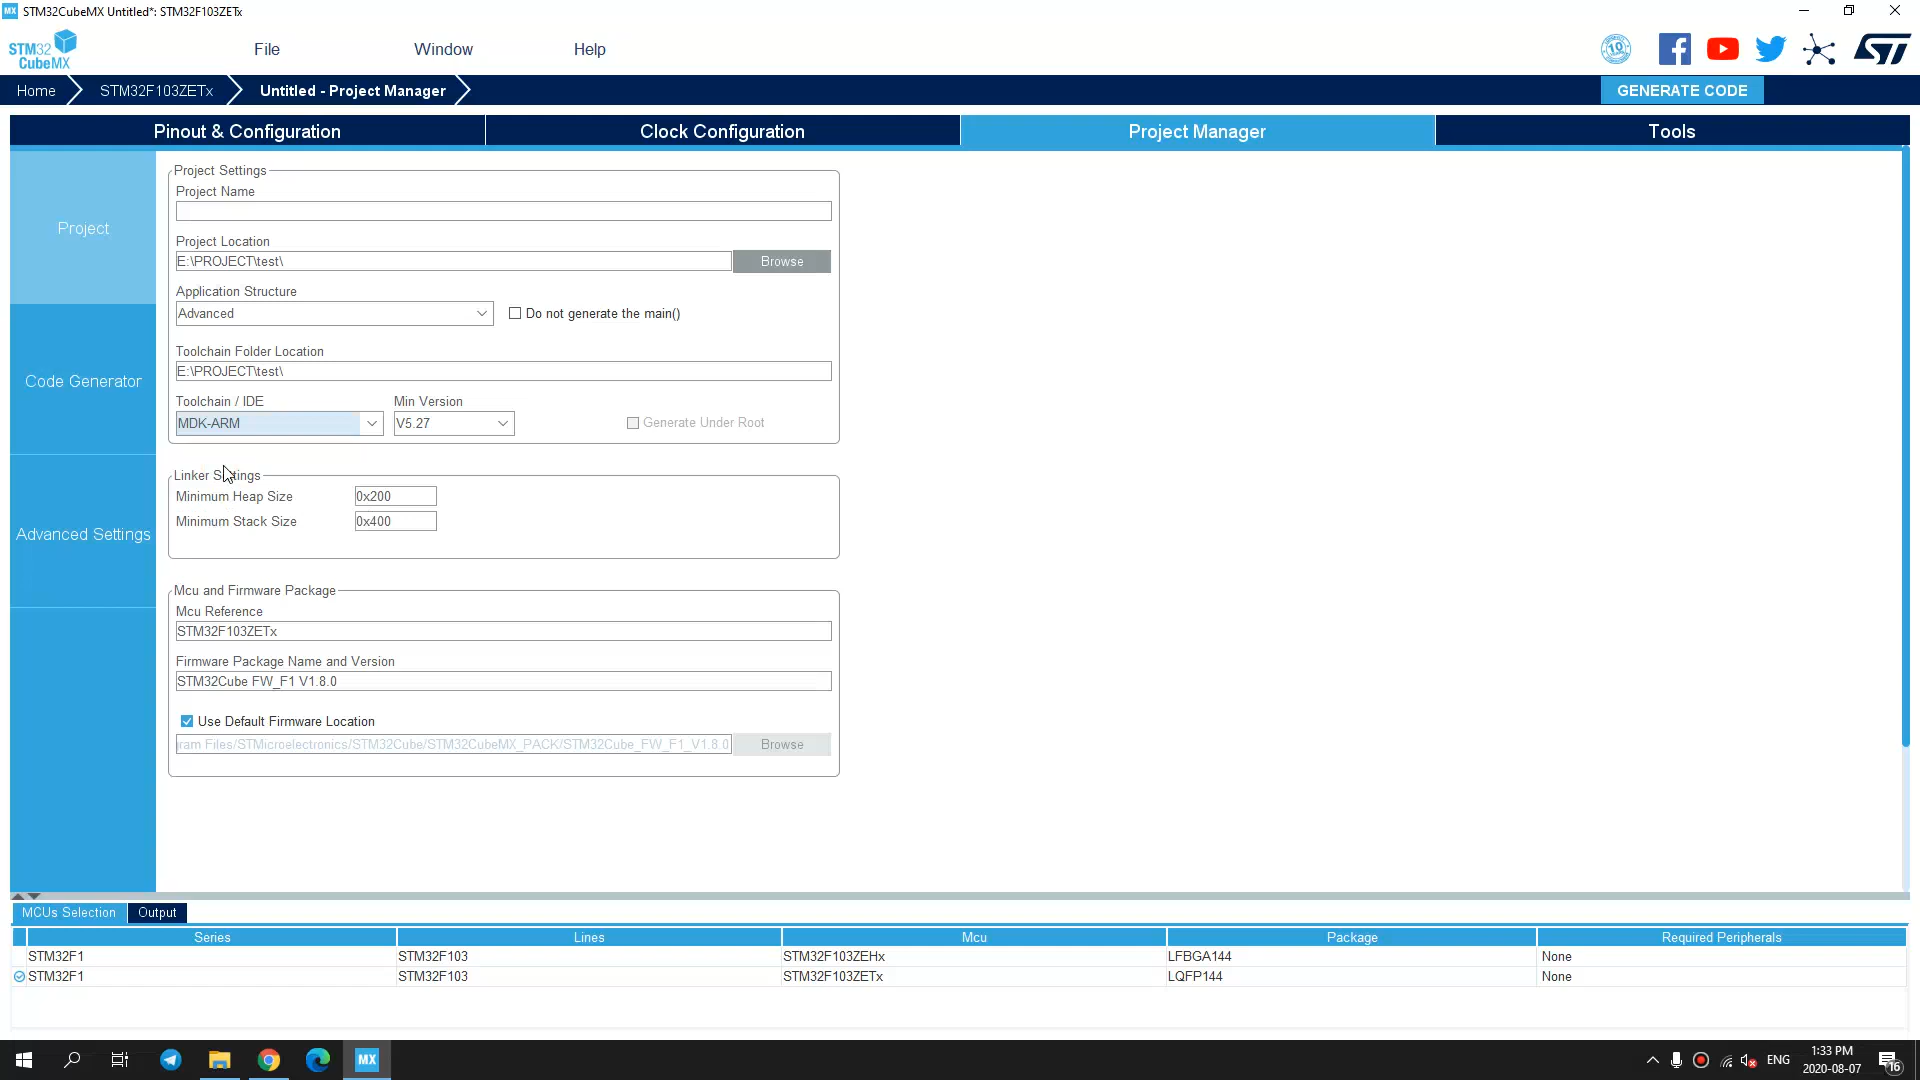 MX STM32CubeMX Untitled*: STM32F103ZETx
STM32 CubeMX
File Window Help
10
ST
Home STM32F103ZETx Untitled - Project Manager GENERATE CODE
Pinout & Configuration Clock Configuration Project Manager Tools
Project
Code Generator
Advanced Settings
Project Settings
Project Name
Project Location
E:\PROJECT\test\ Browse
Application Structure
Advanced Do not generate the main()
Toolchain Folder Location
E:\PROJECT\test\
Toolchain / IDE Min Version
MDK-ARM V5.27 Generate Under Root
Linker Settings
Minimum Heap Size 0x200
Minimum Stack Size 0x400
Mcu and Firmware Package
Mcu Reference
STM32F103ZETx
Firmware Package Name and Version
STM32Cube FW_F1 V1.8.0
Use Default Firmware Location
ram Files/STMicroelectronics/STM32Cube/STM32CubeMX_PACK/STM32Cube_FW_F1_V1.8.0 Browse
MCUs Selection Output
Series Lines Mcu Package Required Peripherals
STM32F1 STM32F103 STM32F103ZEHx LFBGA144 None
STM32F1 STM32F103 STM32F103ZETx LQFP144 None
MX ENG 1:33 PM
2020-08-07 16